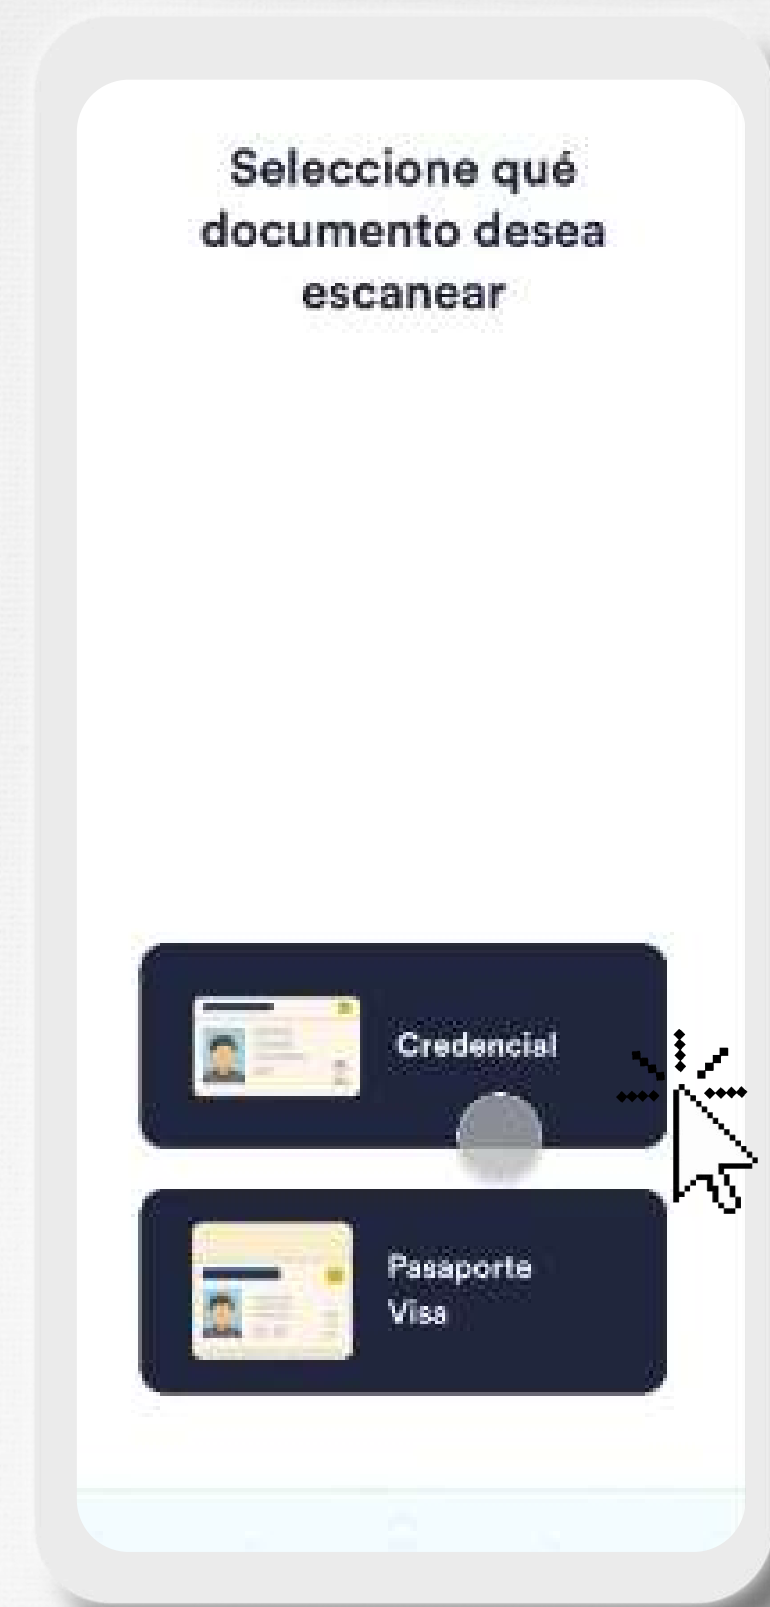 Seleccione qué
documento desea
escanear
Credencial
Pasaporte
Visa